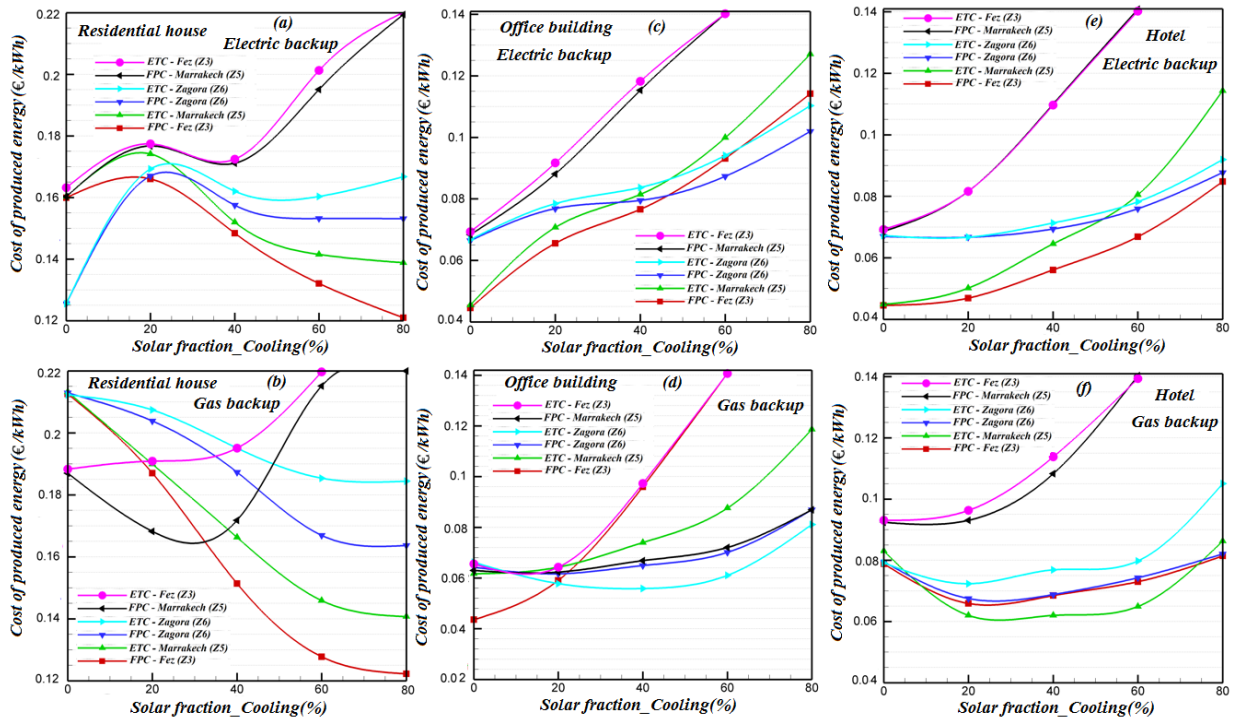 (a)
Residential house
Electric backup
ETC - Fez (Z3)
FPC - Marrakech (Z5)
ETC - Zagora (Z6)
FPC - Zagora (Z6)
ETC - Marrakech (Z5)
FPC - Fez (Z3)
Cost of produced energy (€/kWh)
0.22
0.2
0.18
0.16
0.14
0.12
0
20
40
60
80
Solar fraction_Cooling(%)
(c)
Office building
Electric backup
ETC - Fez (Z3)
FPC - Marrakech (Z5)
ETC - Zagora (Z6)
FPC - Zagora (Z6)
ETC - Marrakech (Z5)
FPC - Fez (Z3)
Cost of produced energy (€/kWh)
0.14
0.12
0.1
0.08
0.06
0.04
0
20
40
60
80
Solar fraction_Cooling(%)
(e)
Hotel
Electric backup
ETC - Fez (Z3)
FPC - Marrakech (Z5)
ETC - Zagora (Z6)
FPC - Zagora (Z6)
ETC - Marrakech (Z5)
FPC - Fez (Z3)
Cost of produced energy (€/kWh)
0.14
0.12
0.1
0.08
0.06
0.04
0
20
40
60
80
Solar fraction_Cooling(%)
(b)
Residential house
Gas backup
ETC - Fez (Z3)
FPC - Marrakech (Z5)
ETC - Zagora (Z6)
FPC - Zagora (Z6)
ETC - Marrakech (Z5)
FPC - Fez (Z3)
Cost of produced energy (€/kWh)
0.22
0.2
0.18
0.16
0.14
0.12
0
20
40
60
80
Solar fraction_Cooling(%)
(d)
Office building
Gas backup
ETC - Fez (Z3)
FPC - Marrakech (Z5)
ETC - Zagora (Z6)
FPC - Zagora (Z6)
ETC - Marrakech (Z5)
FPC - Fez (Z3)
Cost of produced energy (€/kWh)
0.14
0.12
0.1
0.08
0.06
0.04
0.02
0
20
40
60
80
Solar fraction_Cooling(%)
(f)
Hotel
Gas backup
ETC - Fez (Z3)
FPC - Marrakech (Z5)
ETC - Zagora (Z6)
FPC - Zagora (Z6)
ETC - Marrakech (Z5)
FPC - Fez (Z3)
Cost of produced energy (€/kWh)
0.14
0.12
0.1
0.08
0.06
0.04
0
20
40
60
80
Solar fraction_Cooling(%)